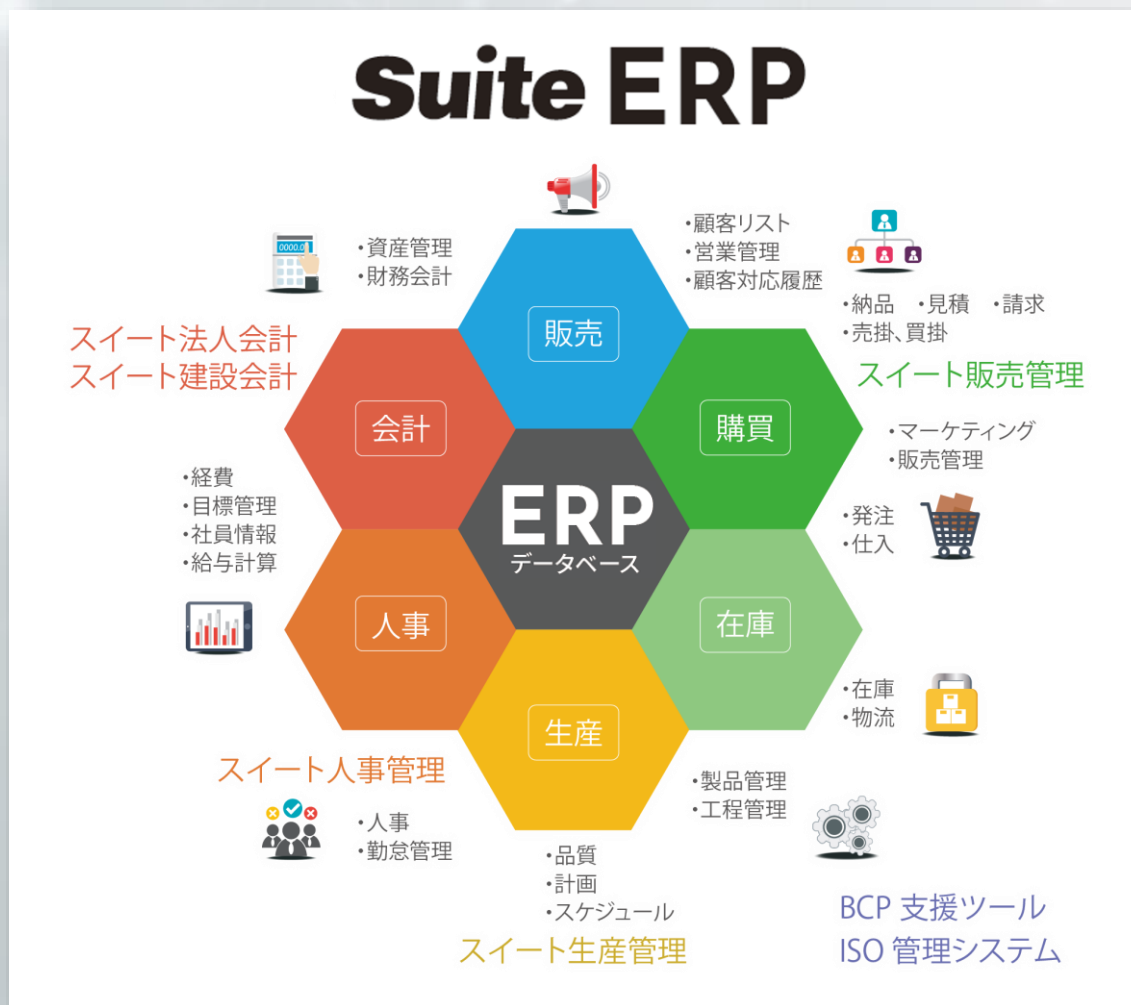 Suite ERP
・資産管理
・財務会計
・顧客リスト
・営業管理
・顧客対応履歴
0000.0
・納品 ・見積 ・請求
・売掛、買掛
スイート法人会計
スイート建設会計
販売
スイート販売管理
会計
購買
・マーケティング
・販売管理
・経費
・目標管理
・社員情報
・給与計算
ERP
データベース
・発注
・仕入
人事
在庫
・在庫
・物流
生産
スイート人事管理
・製品管理
・工程管理
・人事
・勤怠管理
・品質
・計画
・スケジュール
スイート生産管理
BCP 支援ツール
ISO 管理システム